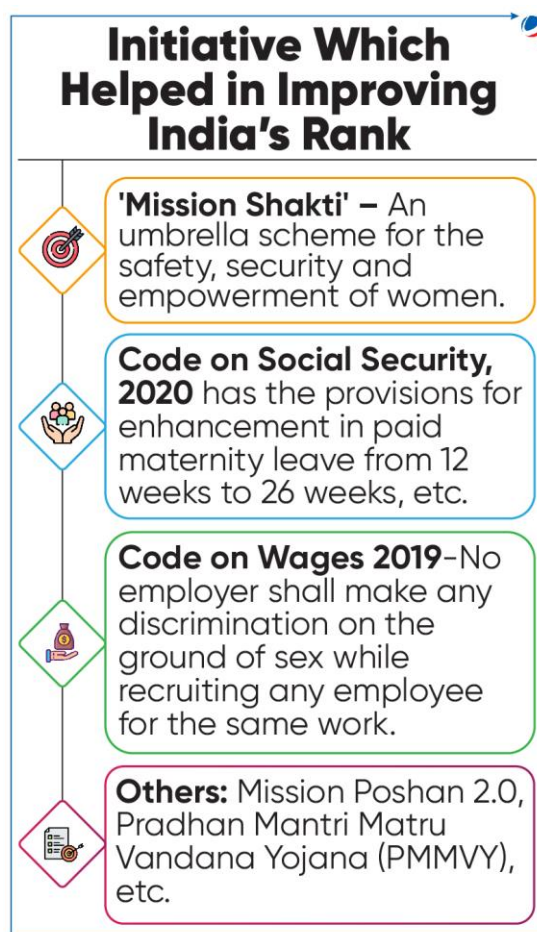 Initiative Which
Helped in Improving
India's Rank
'Mission Shakti' – An
umbrella scheme for the
safety, security and
empowerment of women.
Code on Social Security,
2020 has the provisions for
enhancement in paid
maternity leave from 12
weeks to 26 weeks, etc.
Code on Wages 2019-No
employer shall make any
discrimination on the
ground of sex while
recruiting any employee
for the same work.
Others: Mission Poshan 2.0,
Pradhan Mantri Matru
Vandana Yojana (PMMVY),
etc.